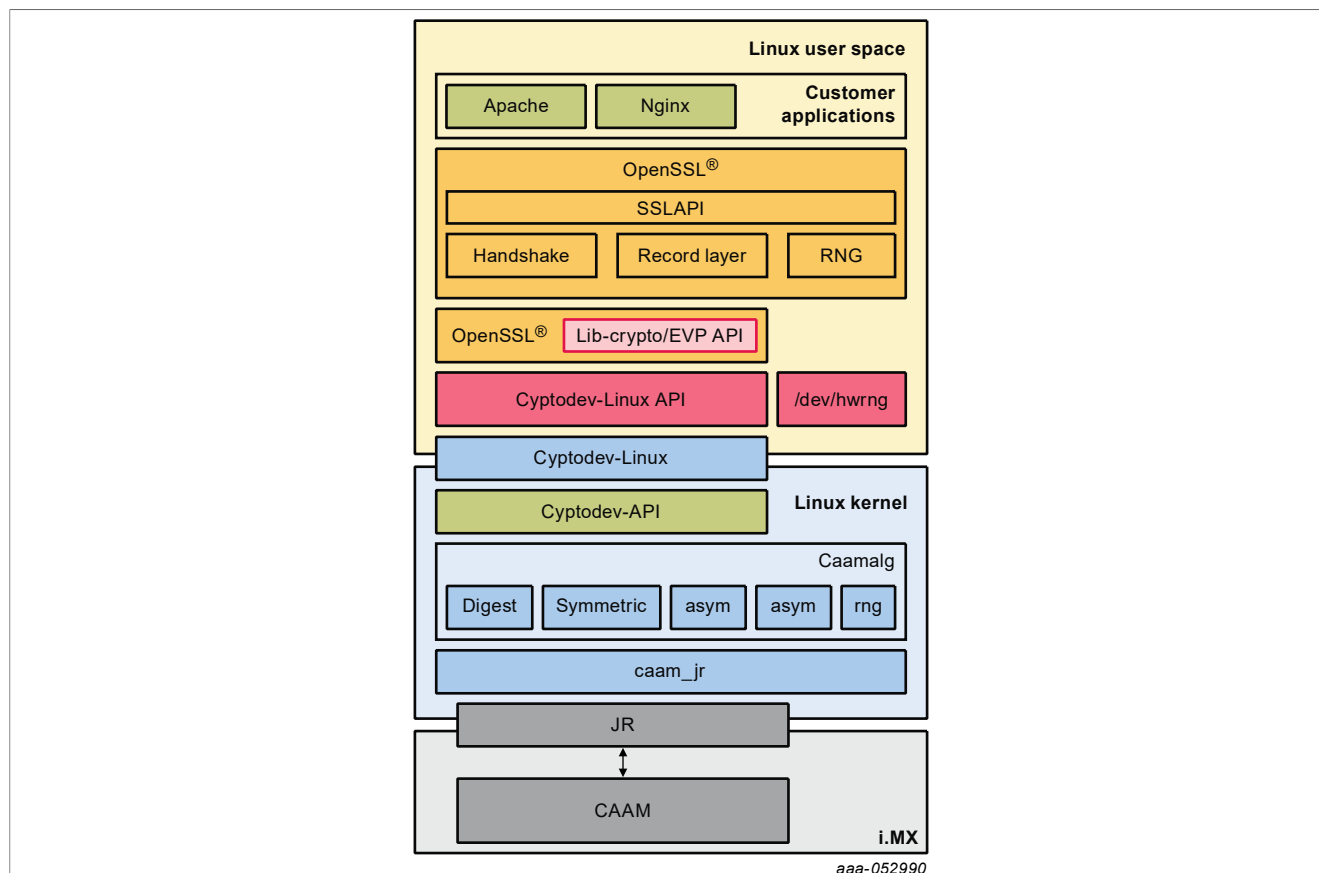 Linux user space
Customer
applications
Apache
Nginx
OpenSSL®
SSLAPI
Handshake
Record layer
RNG
OpenSSL®
Lib-crypto/EVP API
Cyptodev-Linux API
/dev/hwrng
Cyptodev-Linux
Linux kernel
Cyptodev-API
Caamalg
Digest
Symmetric
asym
asym
rng
caam_jr
JR
CAAM
i.MX
aaa-052990